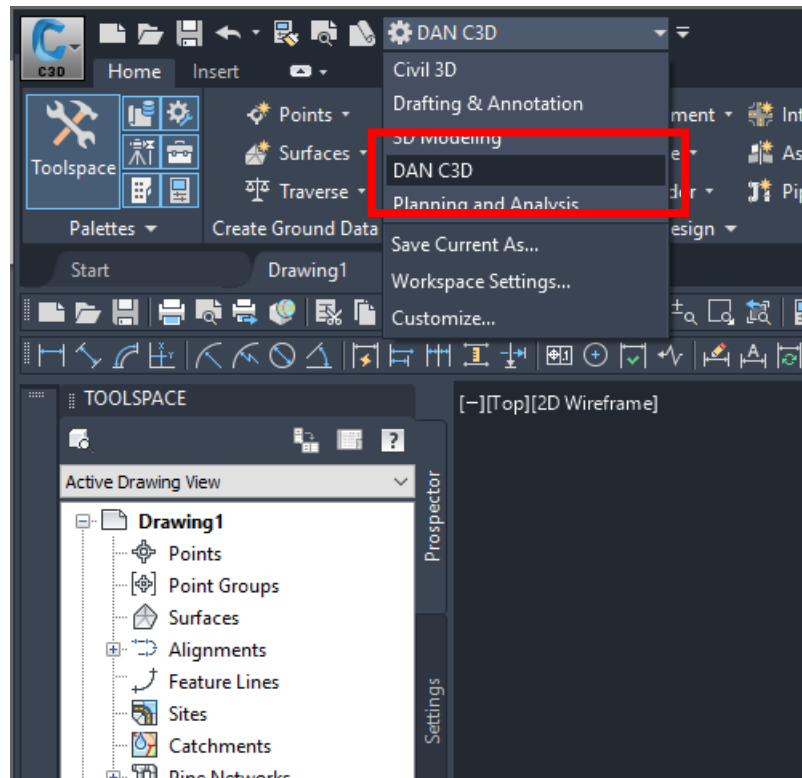 DAN C3D
C3D
Home Insert
Civil 3D
Drafting & Annotation
3D Modeling
DAN C3D
Planning and Analysis
Save Current As...
Workspace Settings...
Customize...
Toolspace
Points
Surfaces
Traverse
Palettes
Create Ground Data
Start
Drawing1
TOOLSPACE
Active Drawing View
Drawing1
Points
Point Groups
Surfaces
Alignments
Feature Lines
Sites
Catchments
Pipe Networks
Prospector
Settings
[−][Top][2D Wireframe]